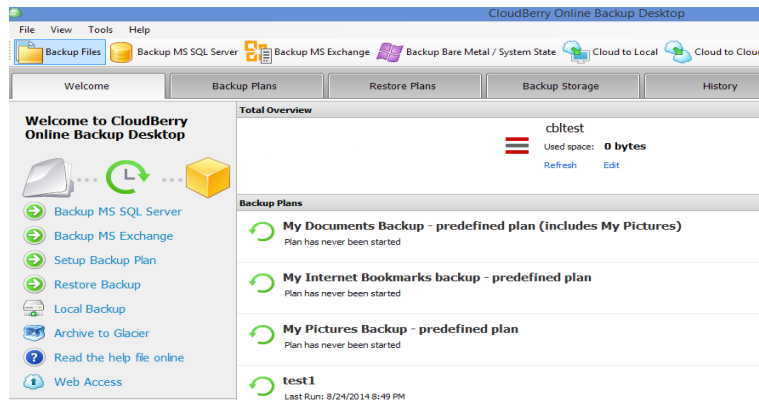 CloudBerry Online Backup Desktop
File View Tools Help
Backup Files Backup MS SQL Server Backup MS Exchange Backup Bare Metal / System State Cloud to Local Cloud to Clou
Welcome Backup Plans Restore Plans Backup Storage History
Welcome to CloudBerry
Online Backup Desktop
Backup MS SQL Server
Backup MS Exchange
Setup Backup Plan
Restore Backup
Local Backup
Archive to Glacier
Read the help file online
Web Access
Total Overview
cbltest
Used space: 0 bytes
Refresh Edit
Backup Plans
My Documents Backup - predefined plan (includes My Pictures)
Plan has never been started
My Internet Bookmarks backup - predefined plan
Plan has never been started
My Pictures Backup - predefined plan
Plan has never been started
test1
Last Run: 8/24/2014 8:49 PM